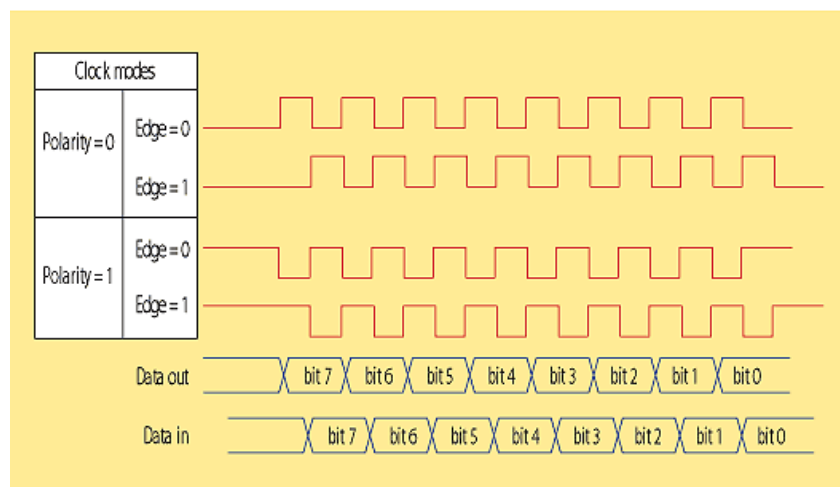 Clock modes
Polarity = 0
Edge = 0
Edge = 1
Polarity = 1
Edge = 0
Edge = 1
Data out
bit 7 bit 6 bit 5 bit 4 bit 3 bit 2 bit 1 bit 0
Data in
bit 7 bit 6 bit 5 bit 4 bit 3 bit 2 bit 1 bit 0